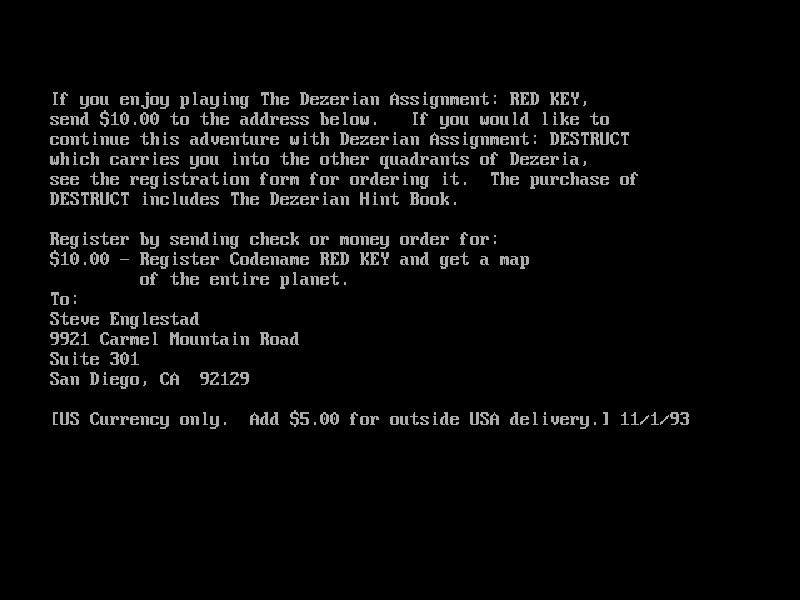 If you enjoy playing The Dezerian Assignment: RED KEY,
send $10.00 to the address below.   If you would like to
continue this adventure with Dezerian Assignment: DESTRUCT
which carries you into the other quadrants of Dezeria,
see the registration form for ordering it.  The purchase of
DESTRUCT includes The Dezerian Hint Book.
Register by sending check or money order for:
$10.00 - Register Codename RED KEY and get a map
of the entire planet.
To:
Steve Englestad
9921 Carmel Mountain Road
Suite 301
San Diego, CA  92129
[US Currency only.  Add $5.00 for outside USA delivery.] 11/1/93